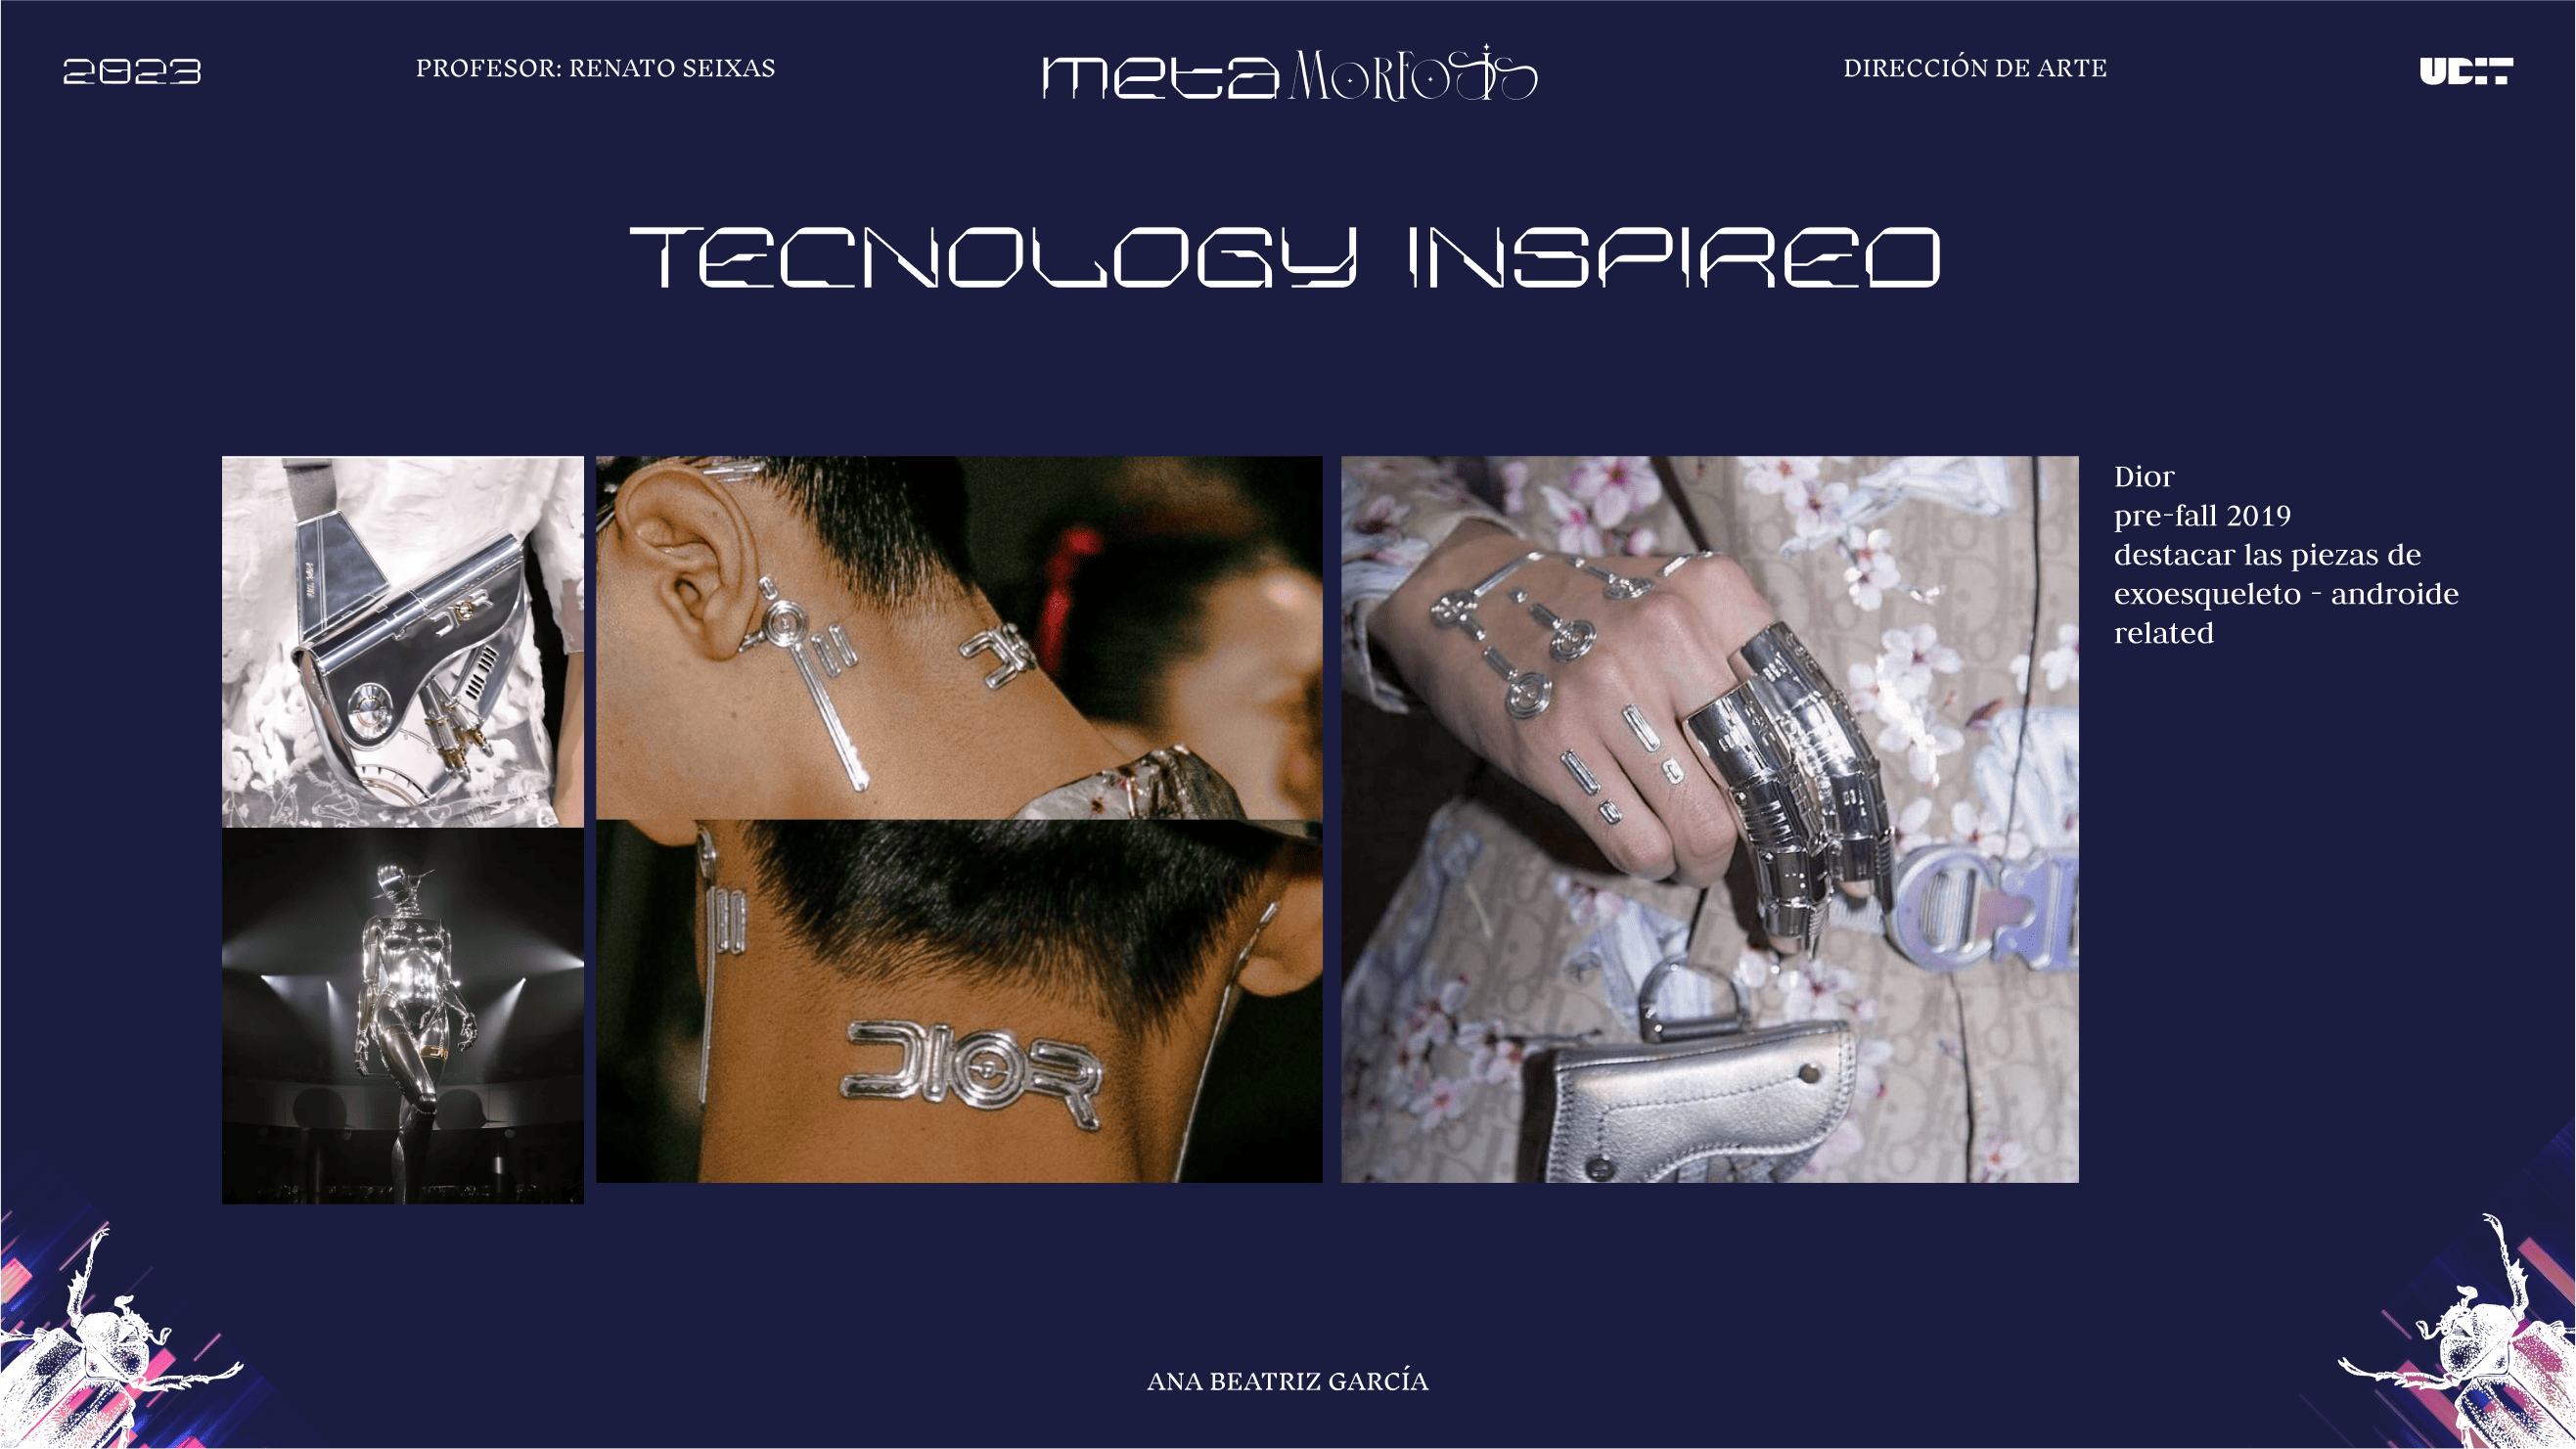 2023
PROFESOR: RENATO SEIXAS
metaMORFOSIS
DIRECCIÓN DE ARTE
UDIT
TECNOLOGY INSPIRED
DIOR
Dior
pre-fall 2019
destacar las piezas de
exoesqueleto - androide
related
ANA BEATRIZ GARCÍA